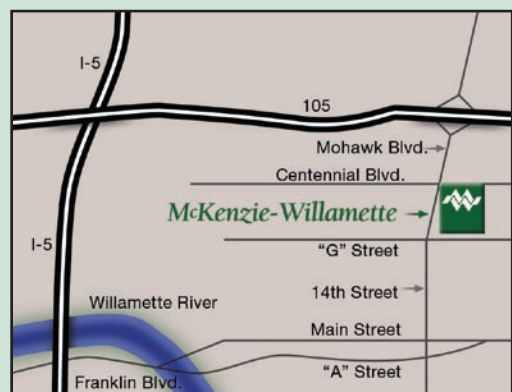 I-5
105
Mohawk Blvd.
Centennial Blvd.
McKenzie-Willamette
I-5
"G" Street
14th Street
Willamette River
Main Street
"A" Street
Franklin Blvd.